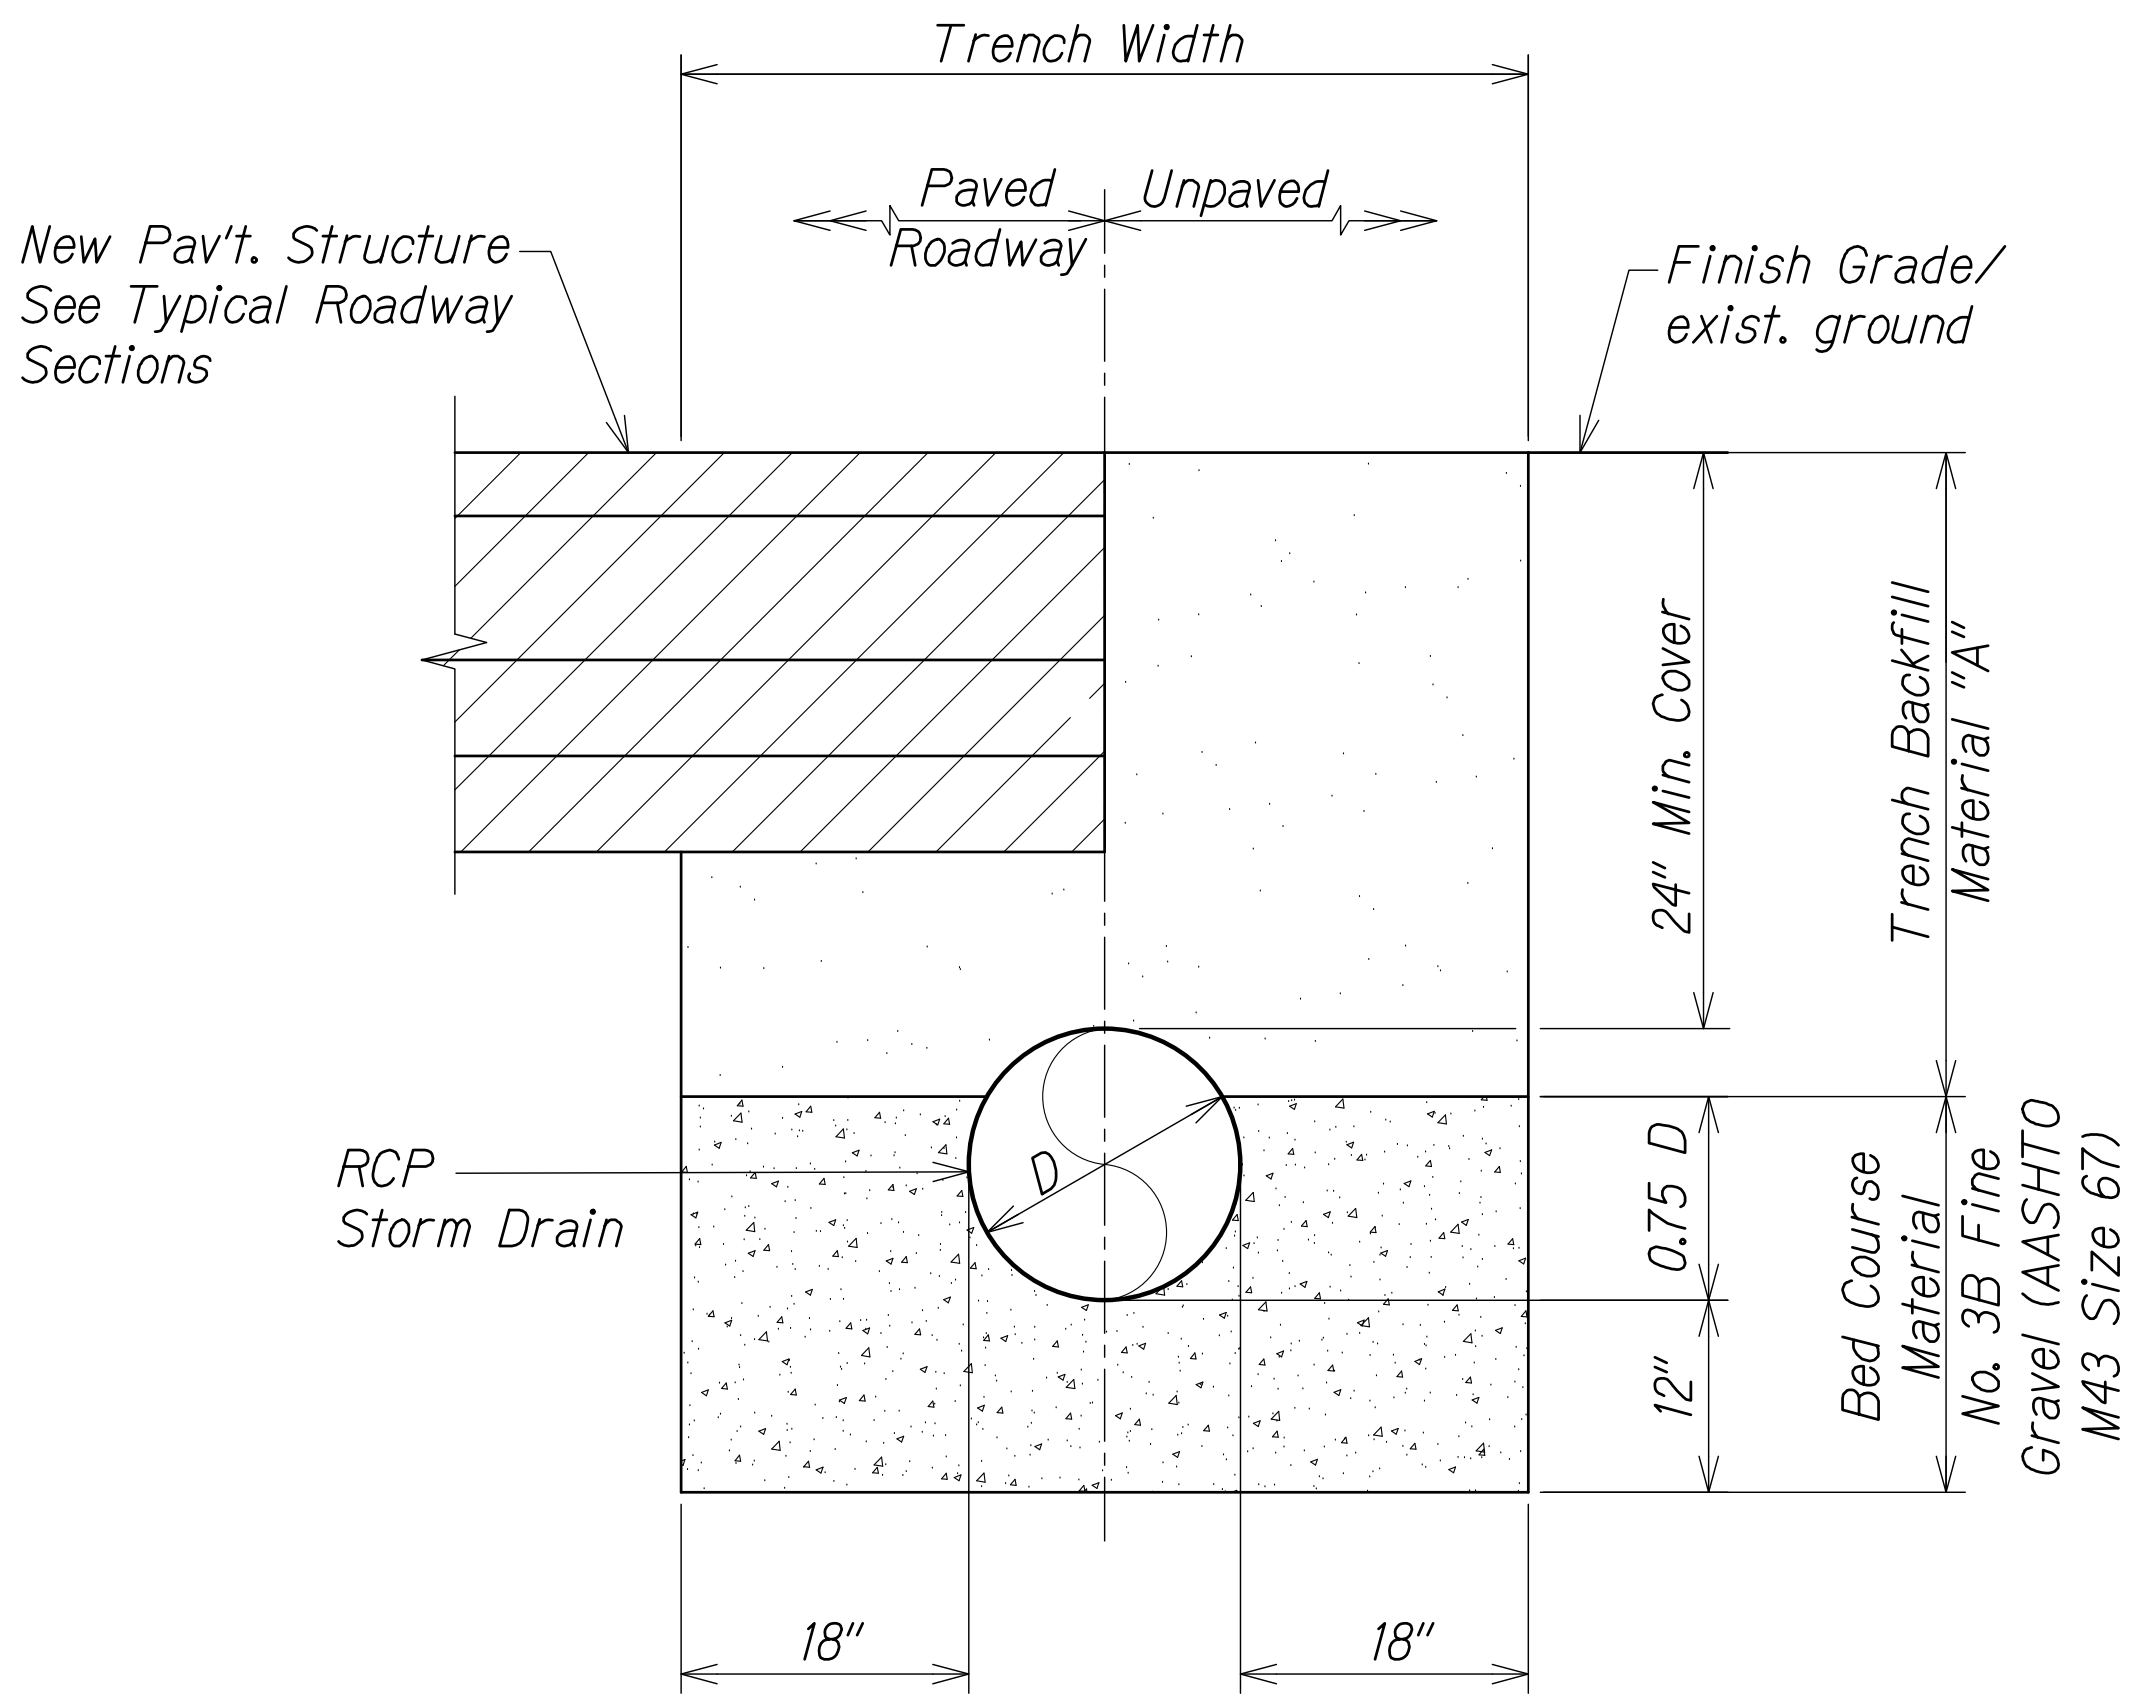 Trench Width
Paved
Roadway
Unpaved
New Pav't. Structure
See Typical Roadway
Sections
Finish Grade/
exist. ground
24" Min. Cover
Trench Backfill
Material "A"
RCP
Storm Drain
D
0.75 D
12"
Bed Course
Material
No. 3B Fine
Gravel (AASHTO
M43 Size 67)
18"
18"